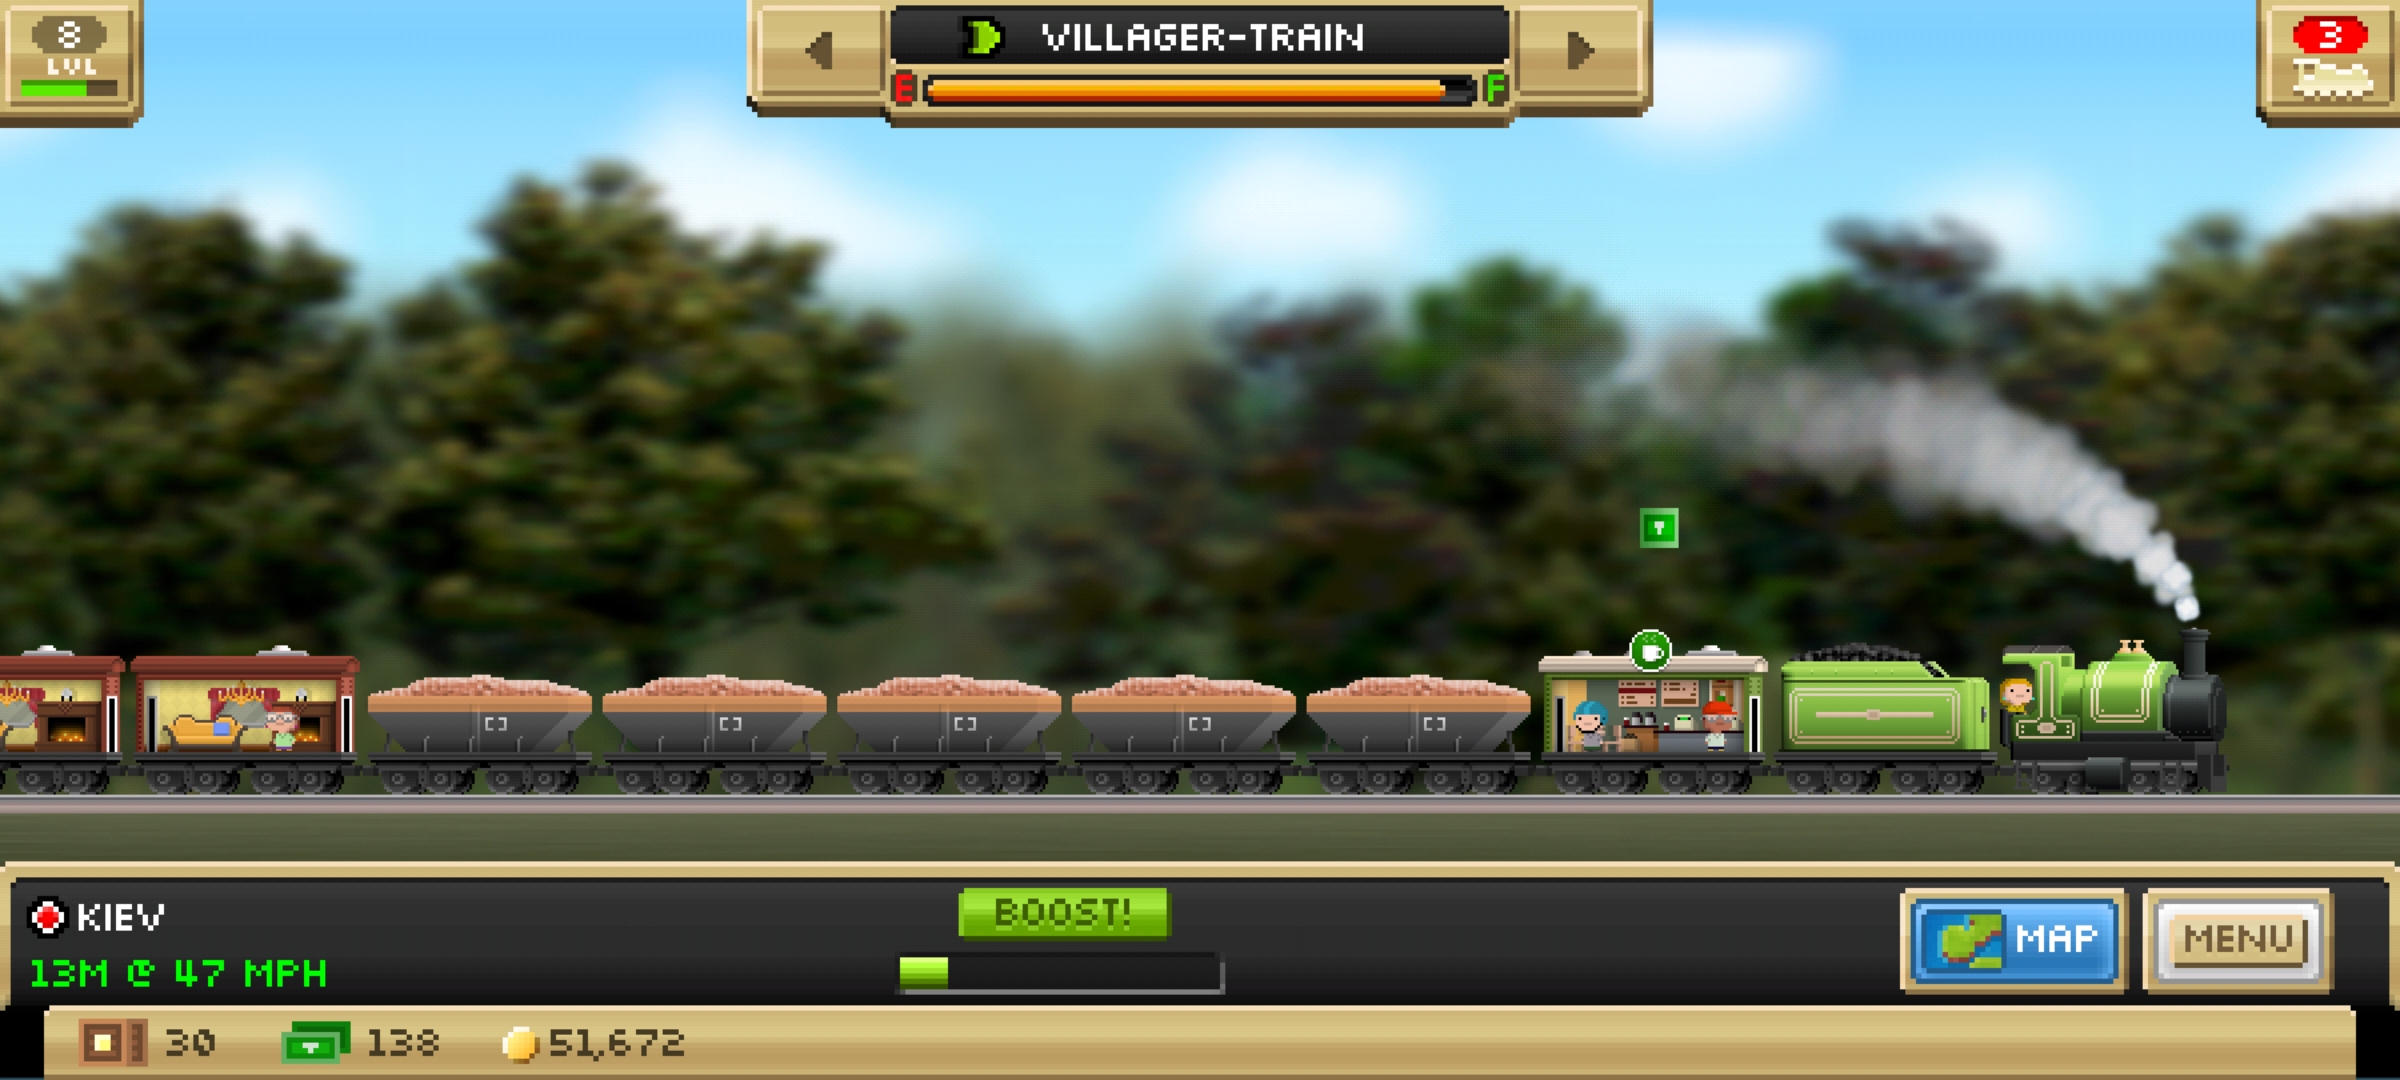 8
LVL
VILLAGER-TRAIN
E F
3
KIEV
13M @ 47 MPH
BOOST!
MAP
MENU
30
138
51,672